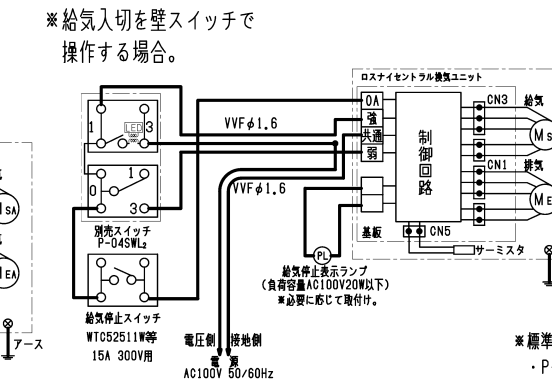 ※給気入切を壁スイッチで
操作する場合。
ロスナイセントラル換気ユニット
OA
強
共通
弱
CN3
給気
制御回路
M SA
CN1
排気
M E
1
LED
3
VVFφ1.6
1
0
3
VVFφ1.6
別売スイッチ
P-04SWL₂
基板
CN5
サーミスタ
PL
給気停止表示ランプ
(負荷容量AC100V20W以下)
※必要に応じて取付け。
M SA
M EA
給気停止スイッチ
WTC52511W等
15A 300V用
アース
電圧側
接地側
電源
AC100V 50/60Hz
※標準
・P